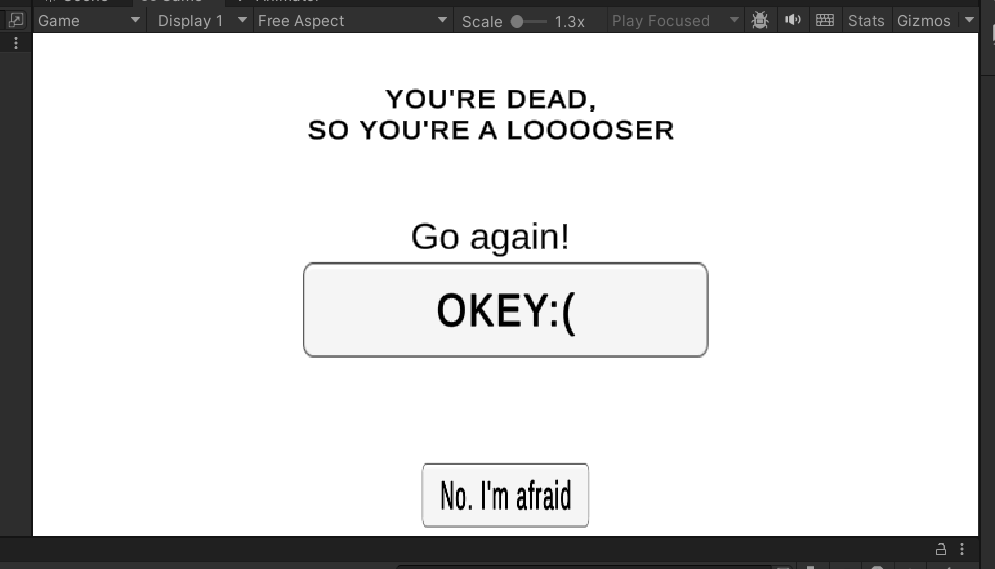 Game
Display 1
Free Aspect
Scale
1.3x
Play Focused
Stats
Gizmos
YOU'RE DEAD,
SO YOU'RE A LOOOOSER
Go again!
OKEY:(
No. I'm afraid